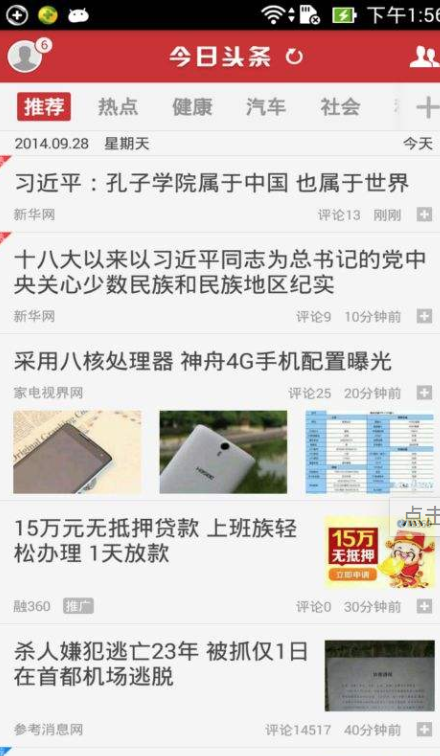 下午1:56
6
今日头条
推荐 热点 健康 汽车 社会
2014.09.28 星期天 今天
习近平：孔子学院属于中国 也属于世界
新华网 评论13 刚刚
十八大以来以习近平同志为总书记的党中
央关心少数民族和民族地区纪实
新华网 评论9 10分钟前
采用八核处理器 神舟4G手机配置曝光
家电视界网 评论25 20分钟前
点击
15万元无抵押贷款 上班族轻
松办理 1天放款
15万
无抵押
立即申请
融360 推广 评论0 30分钟前
杀人嫌犯逃亡23年 被抓仅1日
在首都机场逃脱
参考消息网 评论14517 40分钟前